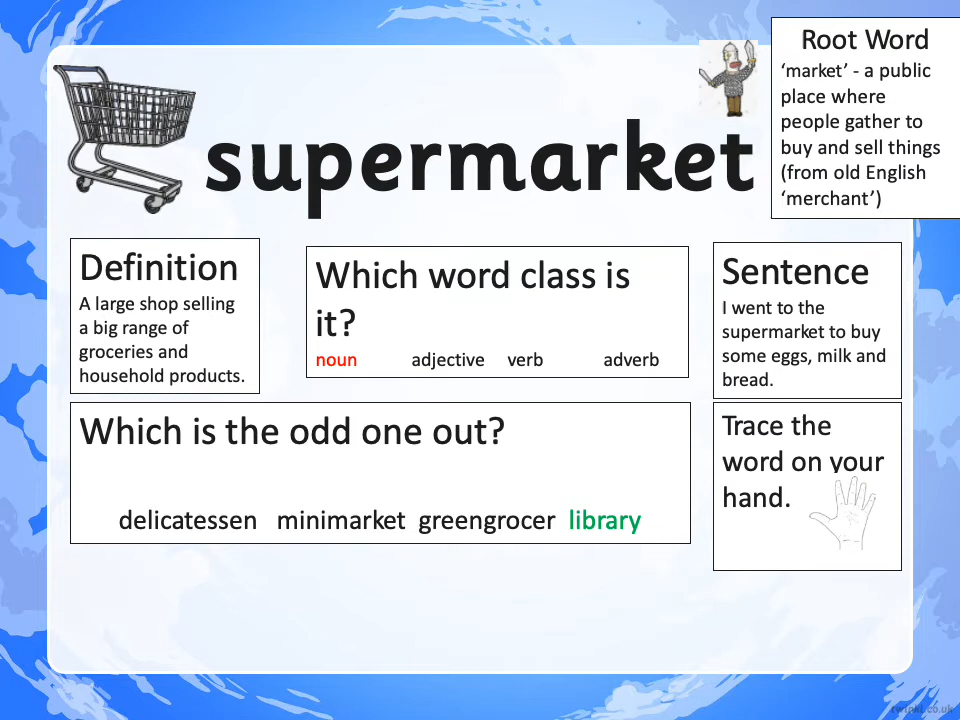 supermarket
Root Word
‘market’ - a public
place where
people gather to
buy and sell things
(from old English
‘merchant’)
Definition
A large shop selling
a big range of
groceries and
household products.
Which word class is
it?
noun adjective verb adverb
Sentence
I went to the
supermarket to buy
some eggs, milk and
bread.
Which is the odd one out?
delicatessen minimarket greengrocer library
Trace the
word on your
hand.
twinkl.co.uk